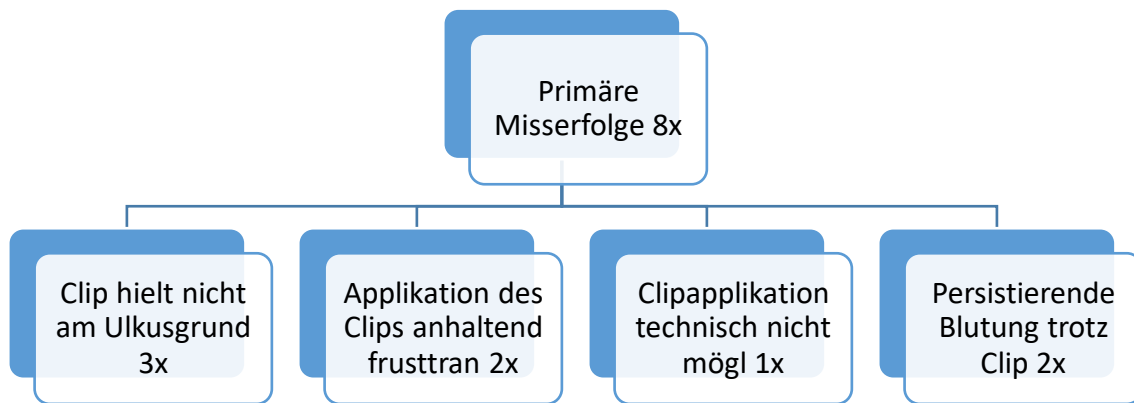 Primäre
Misserfolge 8x
Clip hielt nicht
am Ulkusgrund
3x
Applikation des
Clips anhaltend
frusttran 2x
Clipapplikation
technisch nicht
mögl 1x
Persistierende
Blutung trotz
Clip 2x